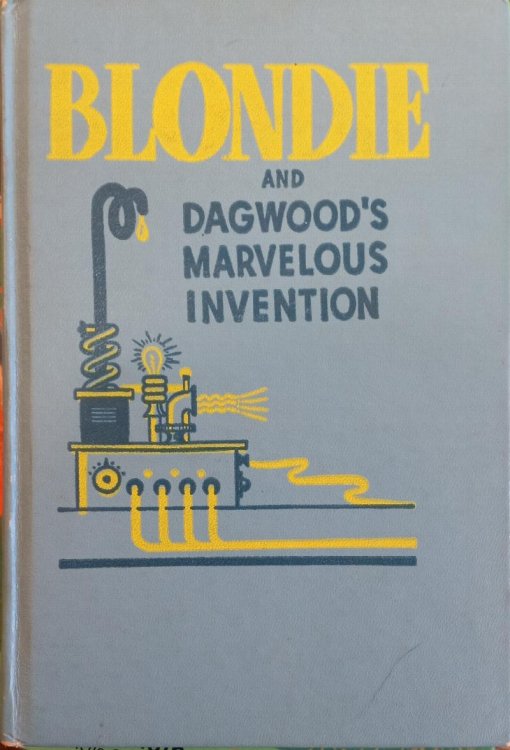 BLONDIE
AND
DAGWOOD'S
MARVELOUS
INVENTION